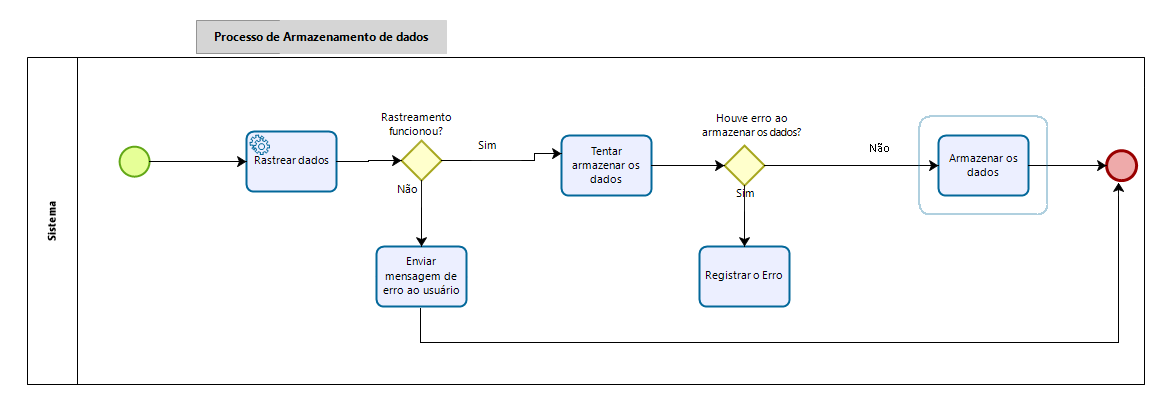 Processo de Armazenamento de dados
Sistema
Rastrear dados
Rastreamento
funcionou?
Sim
Não
Enviar
mensagem de
erro ao usuário
Tentar
armazenar os
dados
Houve erro ao
armazenar os dados?
Não
Sim
Registrar o Erro
Armazenar os
dados